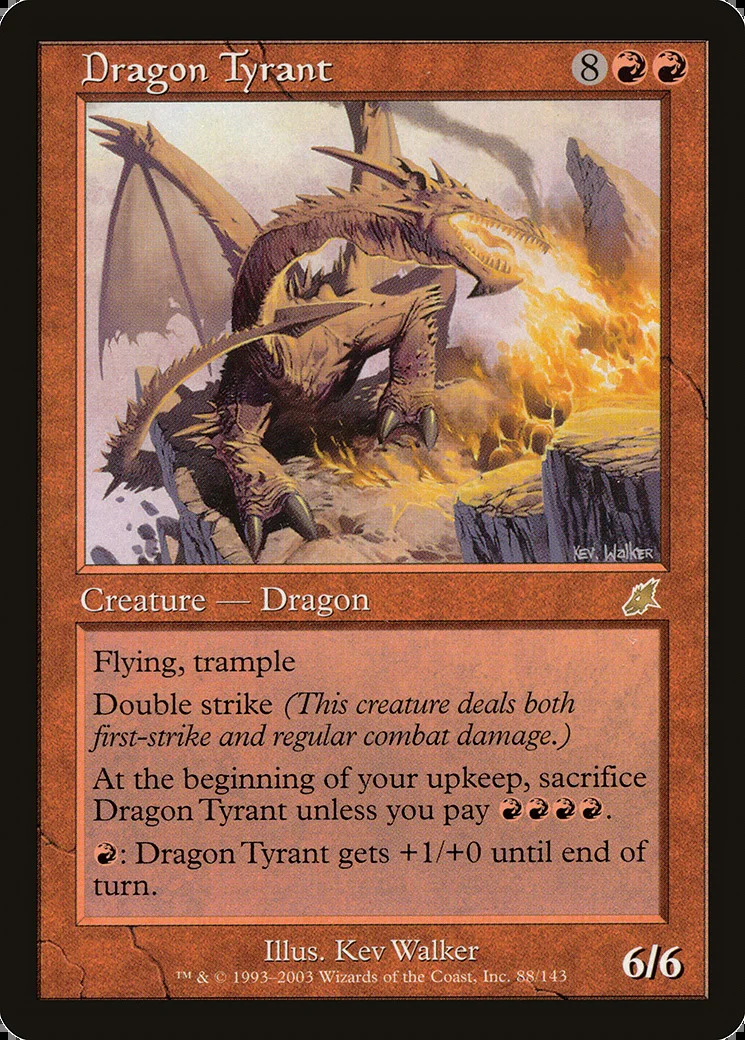 Dragon Tyrant 8
KEV. WALKER
Creature — Dragon
Flying, trample
Double strike (This creature deals both
first-strike and regular combat damage.)
At the beginning of your upkeep, sacrifice
Dragon Tyrant unless you pay .
: Dragon Tyrant gets +1/+0 until end of
turn.
Illus. Kev Walker
6/6
™ & © 1993–2003 Wizards of the Coast, Inc. 88/143